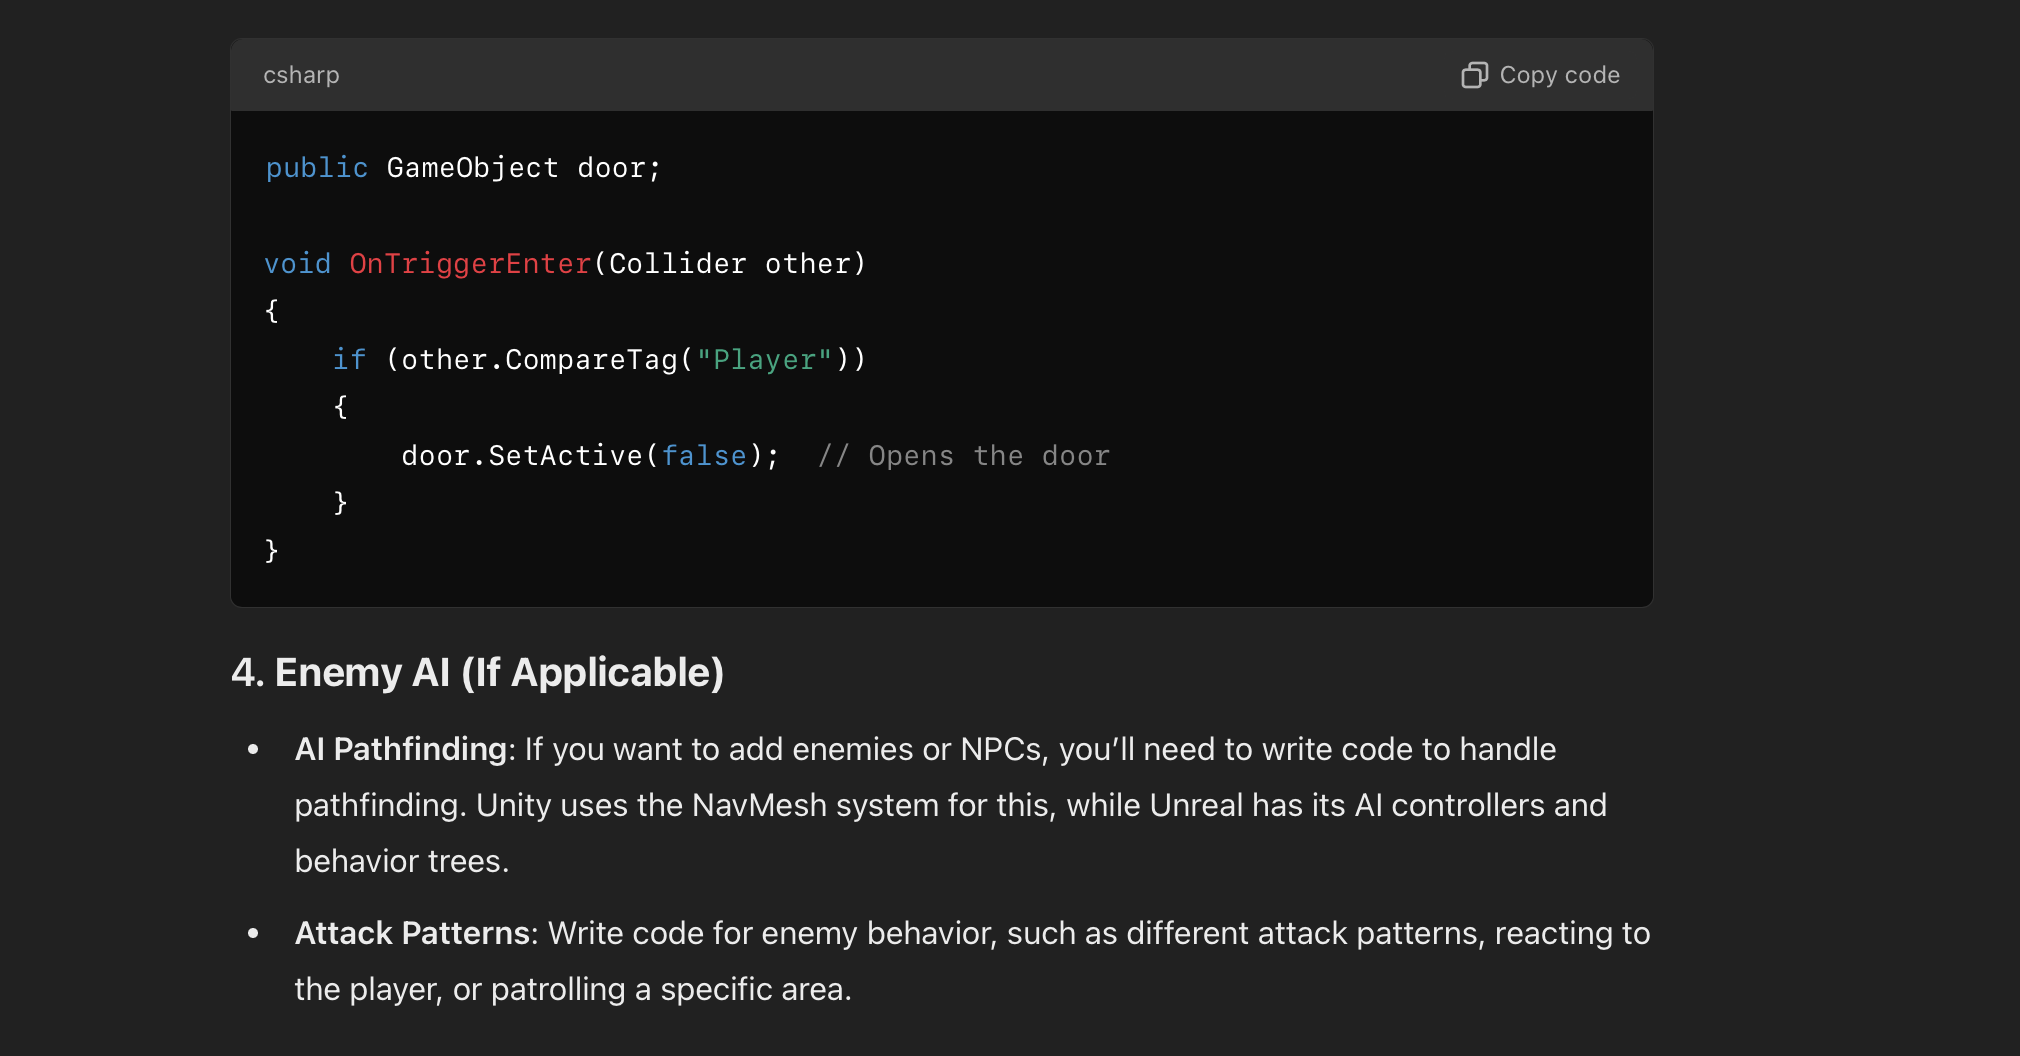 csharp Copy code
public GameObject door;
void OnTriggerEnter(Collider other)
{
if (other.CompareTag("Player"))
{
door.SetActive(false);  // Opens the door
}
}
4. Enemy AI (If Applicable)
• AI Pathfinding: If you want to add enemies or NPCs, you’ll need to write code to handle
pathfinding. Unity uses the NavMesh system for this, while Unreal has its AI controllers and
behavior trees.
• Attack Patterns: Write code for enemy behavior, such as different attack patterns, reacting to
the player, or patrolling a specific area.